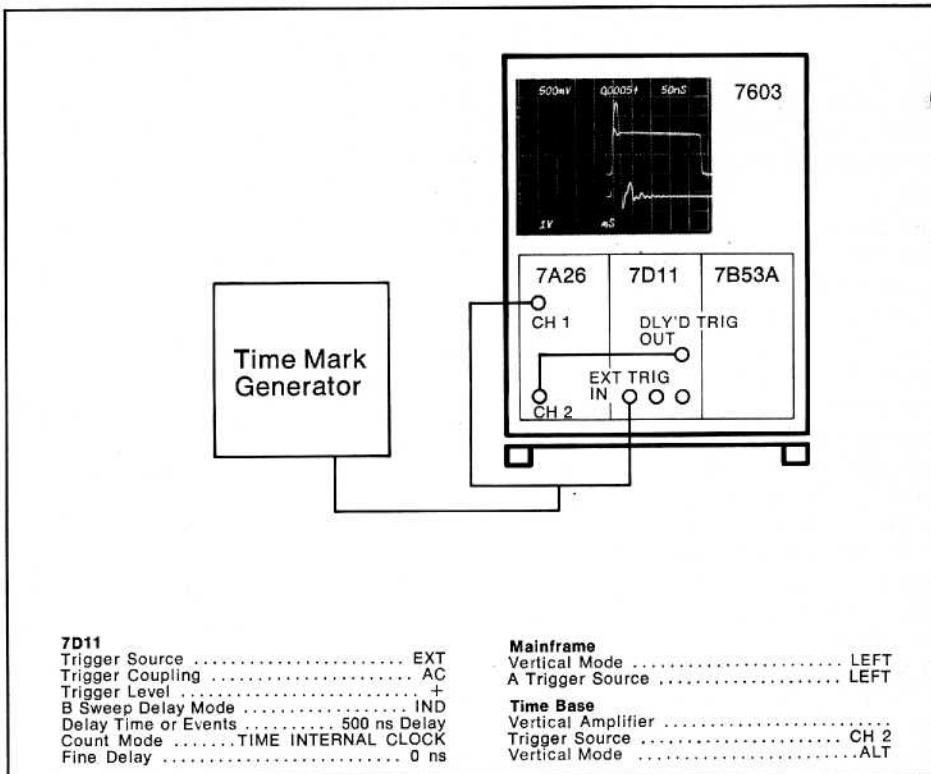 500mV 0.0005+ 50nS
7603
1V mS
7A26 7D11 7B53A
CH 1
DLY'D TRIG
OUT
EXT TRIG
IN
CH 2
Time Mark
Generator
7D11
Trigger Source ........................ EXT
Trigger Coupling ....................... AC
Trigger Level ........................... +
B Sweep Delay Mode ................... IND
Delay Time or Events .......... 500 ns Delay
Count Mode ....... TIME INTERNAL CLOCK
Fine Delay ............................ 0 ns
Mainframe
Vertical Mode ....................... LEFT
A Trigger Source .................... LEFT
Time Base
Vertical Amplifier .......................
Trigger Source ...................... CH 2
Vertical Mode ........................ ALT